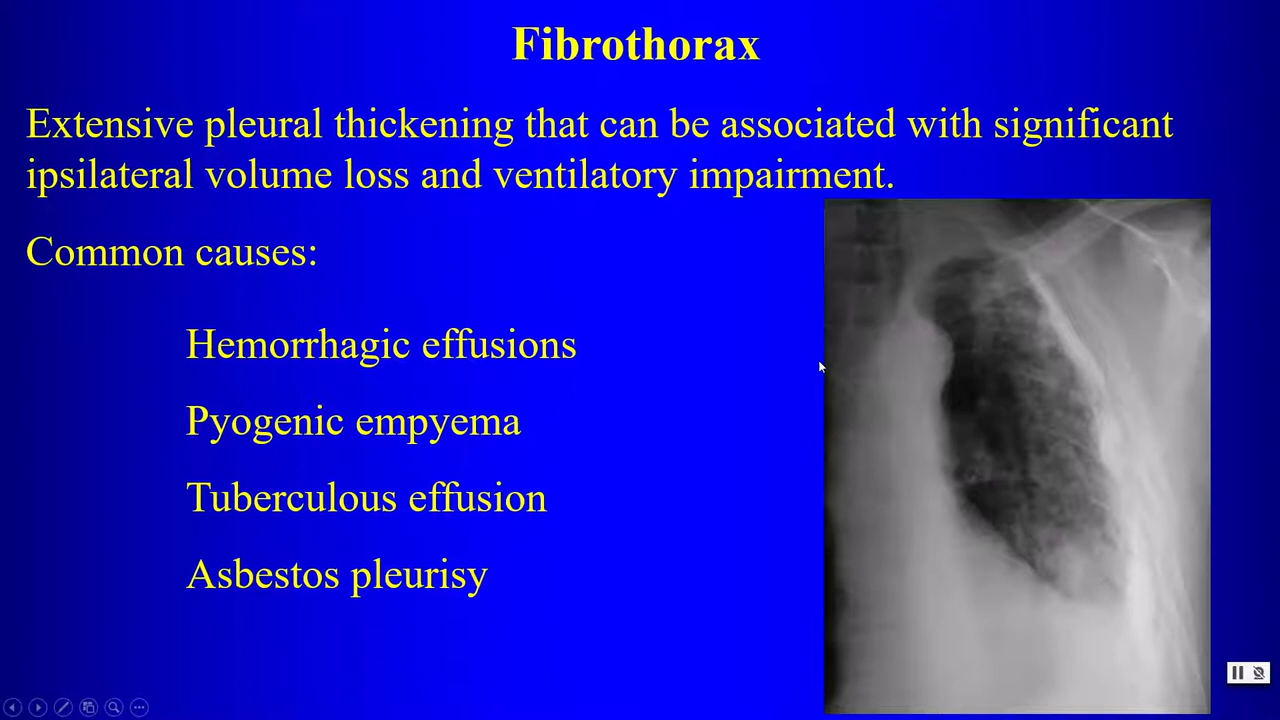 Fibrothorax
Extensive pleural thickening that can be associated with significant
ipsilateral volume loss and ventilatory impairment.
Common causes:
Hemorrhagic effusions
Pyogenic empyema
Tuberculous effusion
Asbestos pleurisy